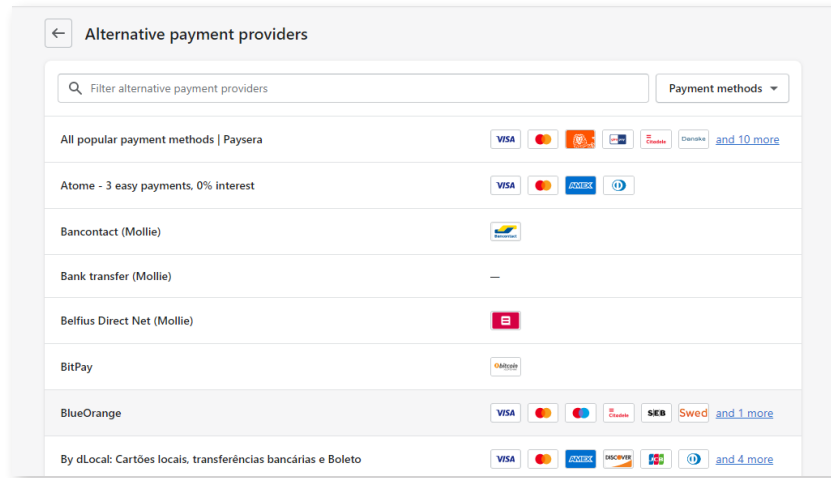 Alternative payment providers
Filter alternative payment providers
Payment methods
All popular payment methods | Paysera
VISA Citadele Danske and 10 more
Atome - 3 easy payments, 0% interest
VISA AMEX
Bancontact (Mollie)
Bancontact
Bank transfer (Mollie)
—
Belfius Direct Net (Mollie)
BitPay
bitcoin
BlueOrange
VISA Citadele SEB Swed and 1 more
By dLocal: Cartões locais, transferências bancárias e Boleto
VISA AMEX DISCOVER JCB and 4 more